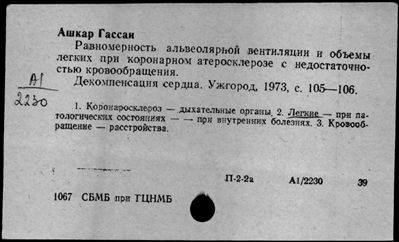 Ашкар Гассан
Равномерность альвеолярной вентиляции и объемы
легких при коронарном атеросклерозе с недостаточно-
стью кровообращения.
Декомпенсация сердца. Ужгород, 1973, с. 105—106.
А1
2230
1. Коронаросклероз — дыхательные органы. 2. Легкие — при па-
тологических состояниях — — при внутренних болезнях. 3. Кровооб-
ращение — расстройства.
П-2-2а А1/2230 39
1067 СБМБ при ГЦНМБ